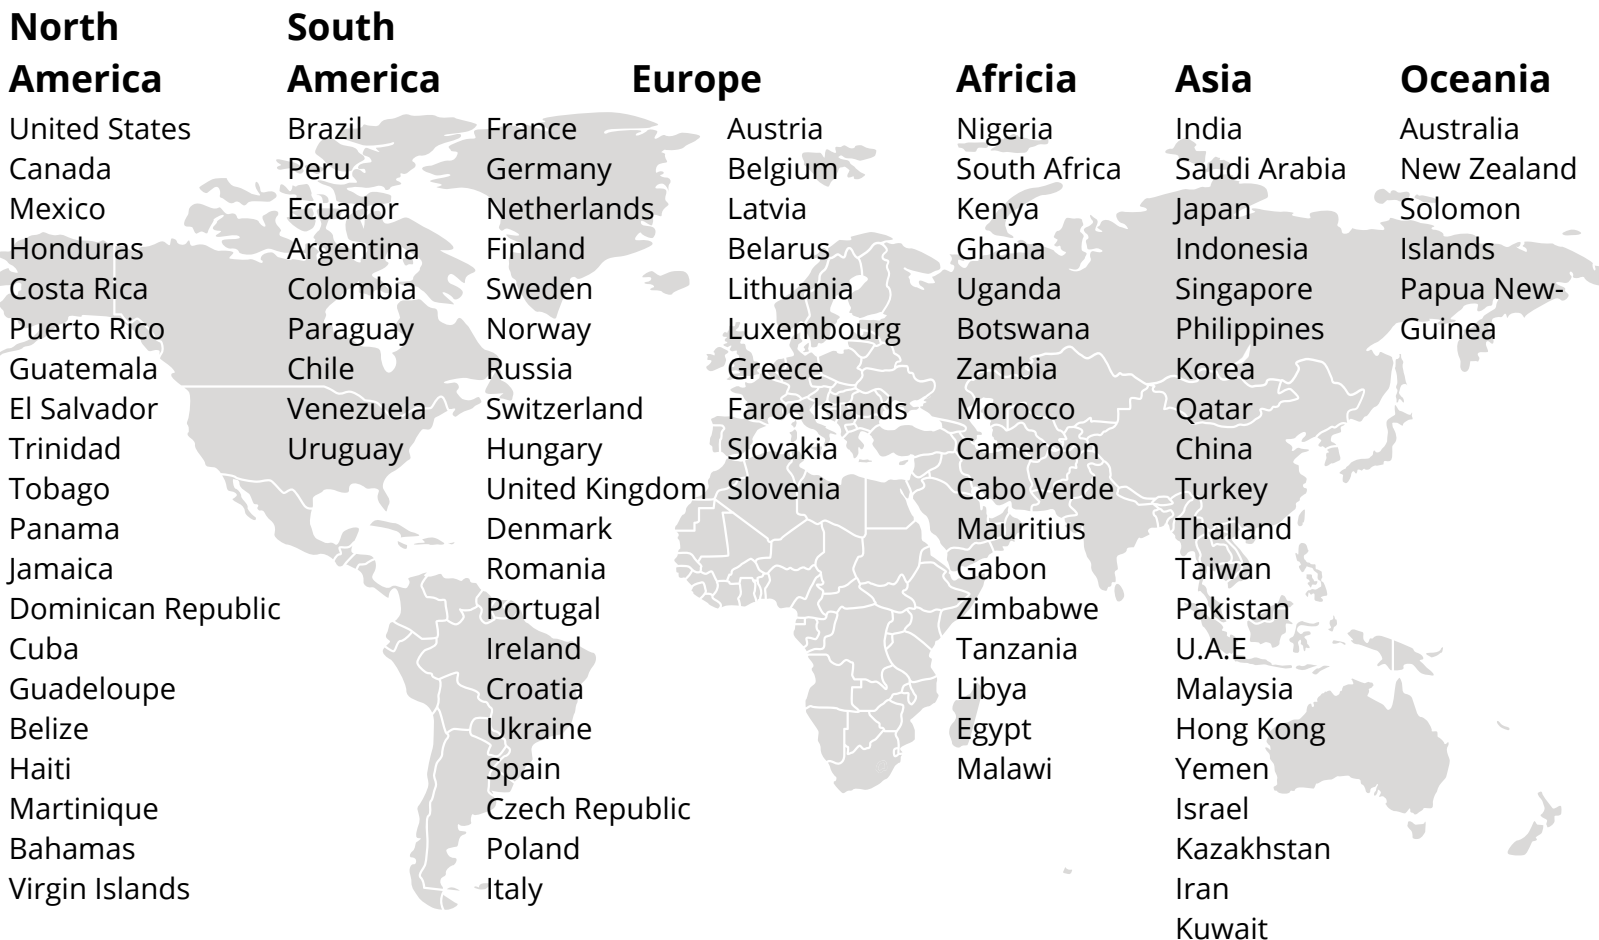 North
America
United States
Canada
Mexico
Honduras
Costa Rica
Puerto Rico
Guatemala
El Salvador
Trinidad
Tobago
Panama
Jamaica
Dominican Republic
Cuba
Guadeloupe
Belize
Haiti
Martinique
Bahamas
Virgin Islands
South
America
Brazil
Peru
Ecuador
Argentina
Colombia
Paraguay
Chile
Venezuela
Uruguay
Europe
France
Germany
Netherlands
Finland
Sweden
Norway
Russia
Switzerland
Hungary
United Kingdom
Denmark
Romania
Portugal
Ireland
Croatia
Ukraine
Spain
Czech Republic
Poland
Italy
Austria
Belgium
Latvia
Belarus
Lithuania
Luxembourg
Greece
Faroe Islands
Slovakia
Slovenia
Africia
Nigeria
South Africa
Kenya
Ghana
Uganda
Botswana
Zambia
Morocco
Cameroon
Cabo Verde
Mauritius
Gabon
Zimbabwe
Tanzania
Libya
Egypt
Malawi
Asia
India
Saudi Arabia
Japan
Indonesia
Singapore
Philippines
Korea
Qatar
China
Turkey
Thailand
Taiwan
Pakistan
U.A.E
Malaysia
Hong Kong
Yemen
Israel
Kazakhstan
Iran
Kuwait
Oceania
Australia
New Zealand
Solomon
Islands
Papua New-
Guinea